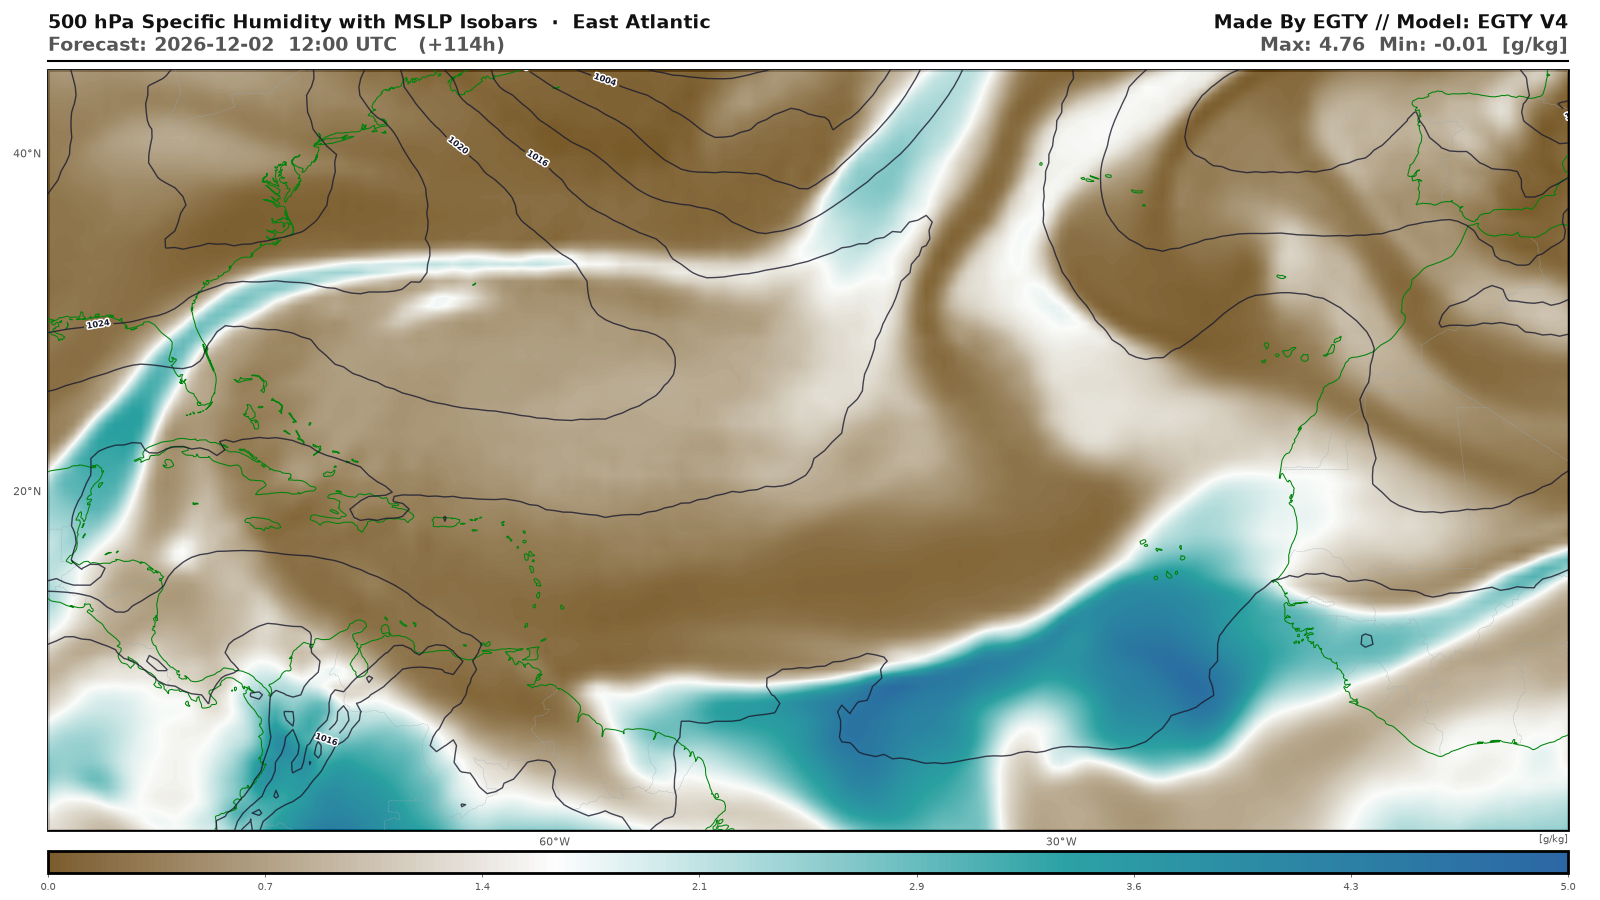 500 hPa Specific Humidity with MSLP Isobars · East Atlantic
Made By EGTY // Model: EGTY V4
Forecast: 2026-12-02 12:00 UTC (+114h)
Max: 4.76 Min: -0.01 [g/kg]
1004
1020
1016
40°N
1024
20°N
1016
60°W
30°W
[g/kg]
0.0
0.7
1.4
2.1
2.9
3.6
4.3
5.0